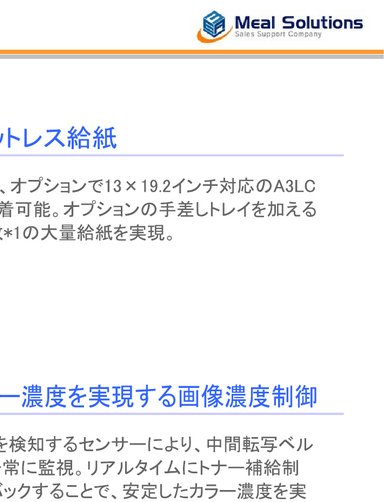 Meal Solutions
Sales Support Company
ットレス給紙
、オプションで13×19.2インチ対応のA3LC
着可能。オプションの手差しトレイを加える
*1の大量給紙を実現。
ー濃度を実現する画像濃度制御
を検知するセンサーにより、中間転写ベル
常に監視。リアルタイムにトナー補給制
バックすることで、安定したカラー濃度を実